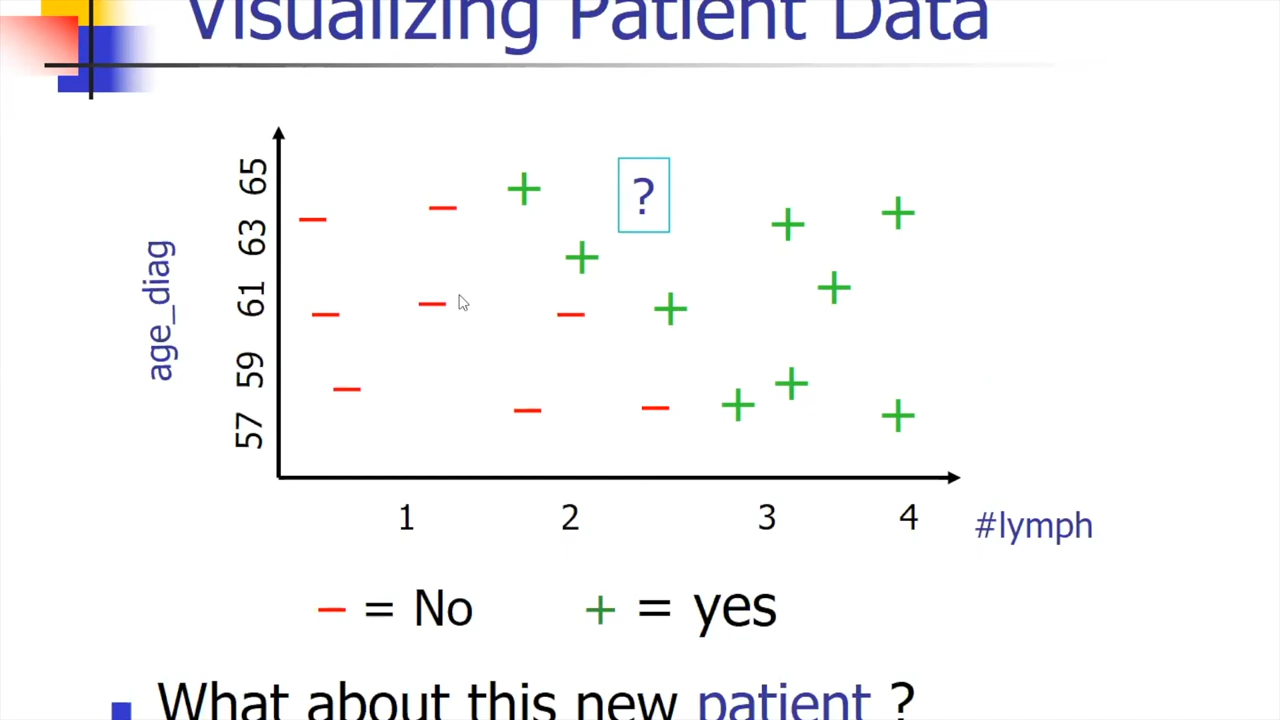 Visualizing Patient Data
65
63
61
59
57
age_diag
?
1 2 3 4
#lymph
− = No + = yes
What about this new patient ?